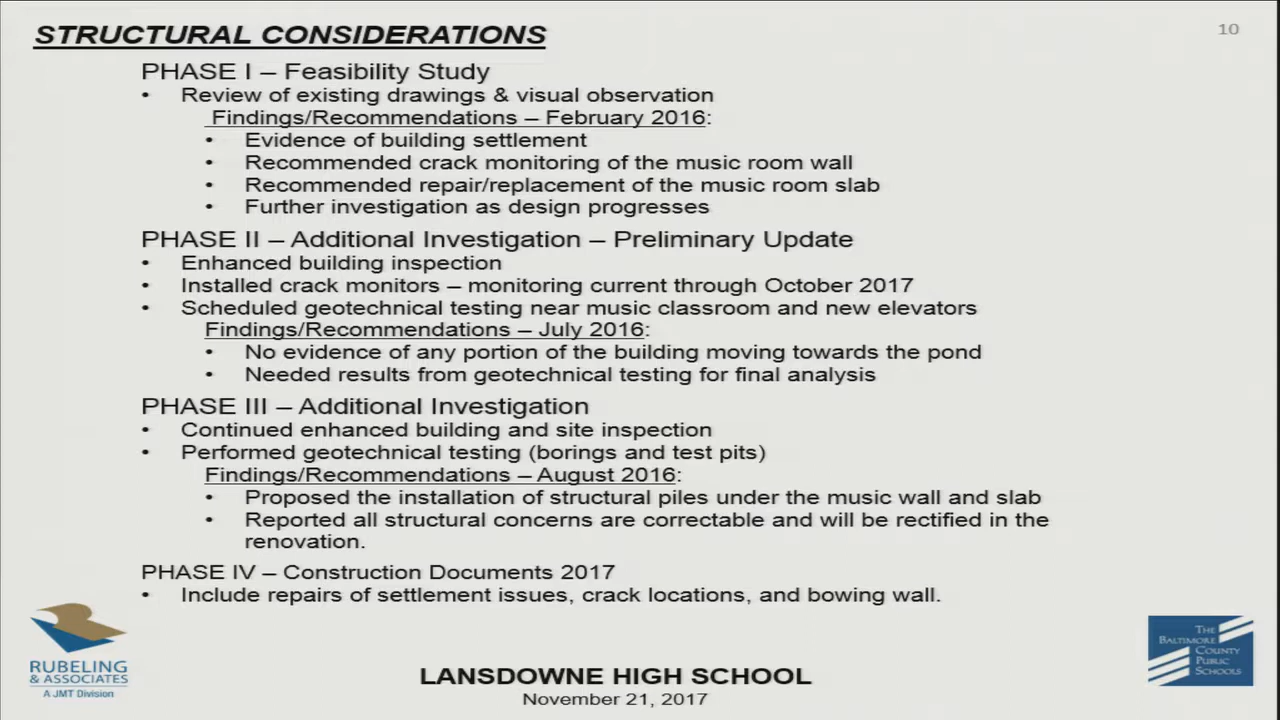 STRUCTURAL CONSIDERATIONS
10
PHASE I – Feasibility Study
• Review of existing drawings & visual observation
Findings/Recommendations – February 2016:
• Evidence of building settlement
• Recommended crack monitoring of the music room wall
• Recommended repair/replacement of the music room slab
• Further investigation as design progresses
PHASE II – Additional Investigation – Preliminary Update
• Enhanced building inspection
• Installed crack monitors – monitoring current through October 2017
• Scheduled geotechnical testing near music classroom and new elevators
Findings/Recommendations – July 2016:
• No evidence of any portion of the building moving towards the pond
• Needed results from geotechnical testing for final analysis
PHASE III – Additional Investigation
• Continued enhanced building and site inspection
• Performed geotechnical testing (borings and test pits)
Findings/Recommendations – August 2016:
• Proposed the installation of structural piles under the music wall and slab
• Reported all structural concerns are correctable and will be rectified in the
renovation.
PHASE IV – Construction Documents 2017
• Include repairs of settlement issues, crack locations, and bowing wall.
RUBELING
& ASSOCIATES
A JMT Division
LANSDOWNE HIGH SCHOOL
November 21, 2017
THE
BALTIMORE
COUNTY
PUBLIC
SCHOOLS